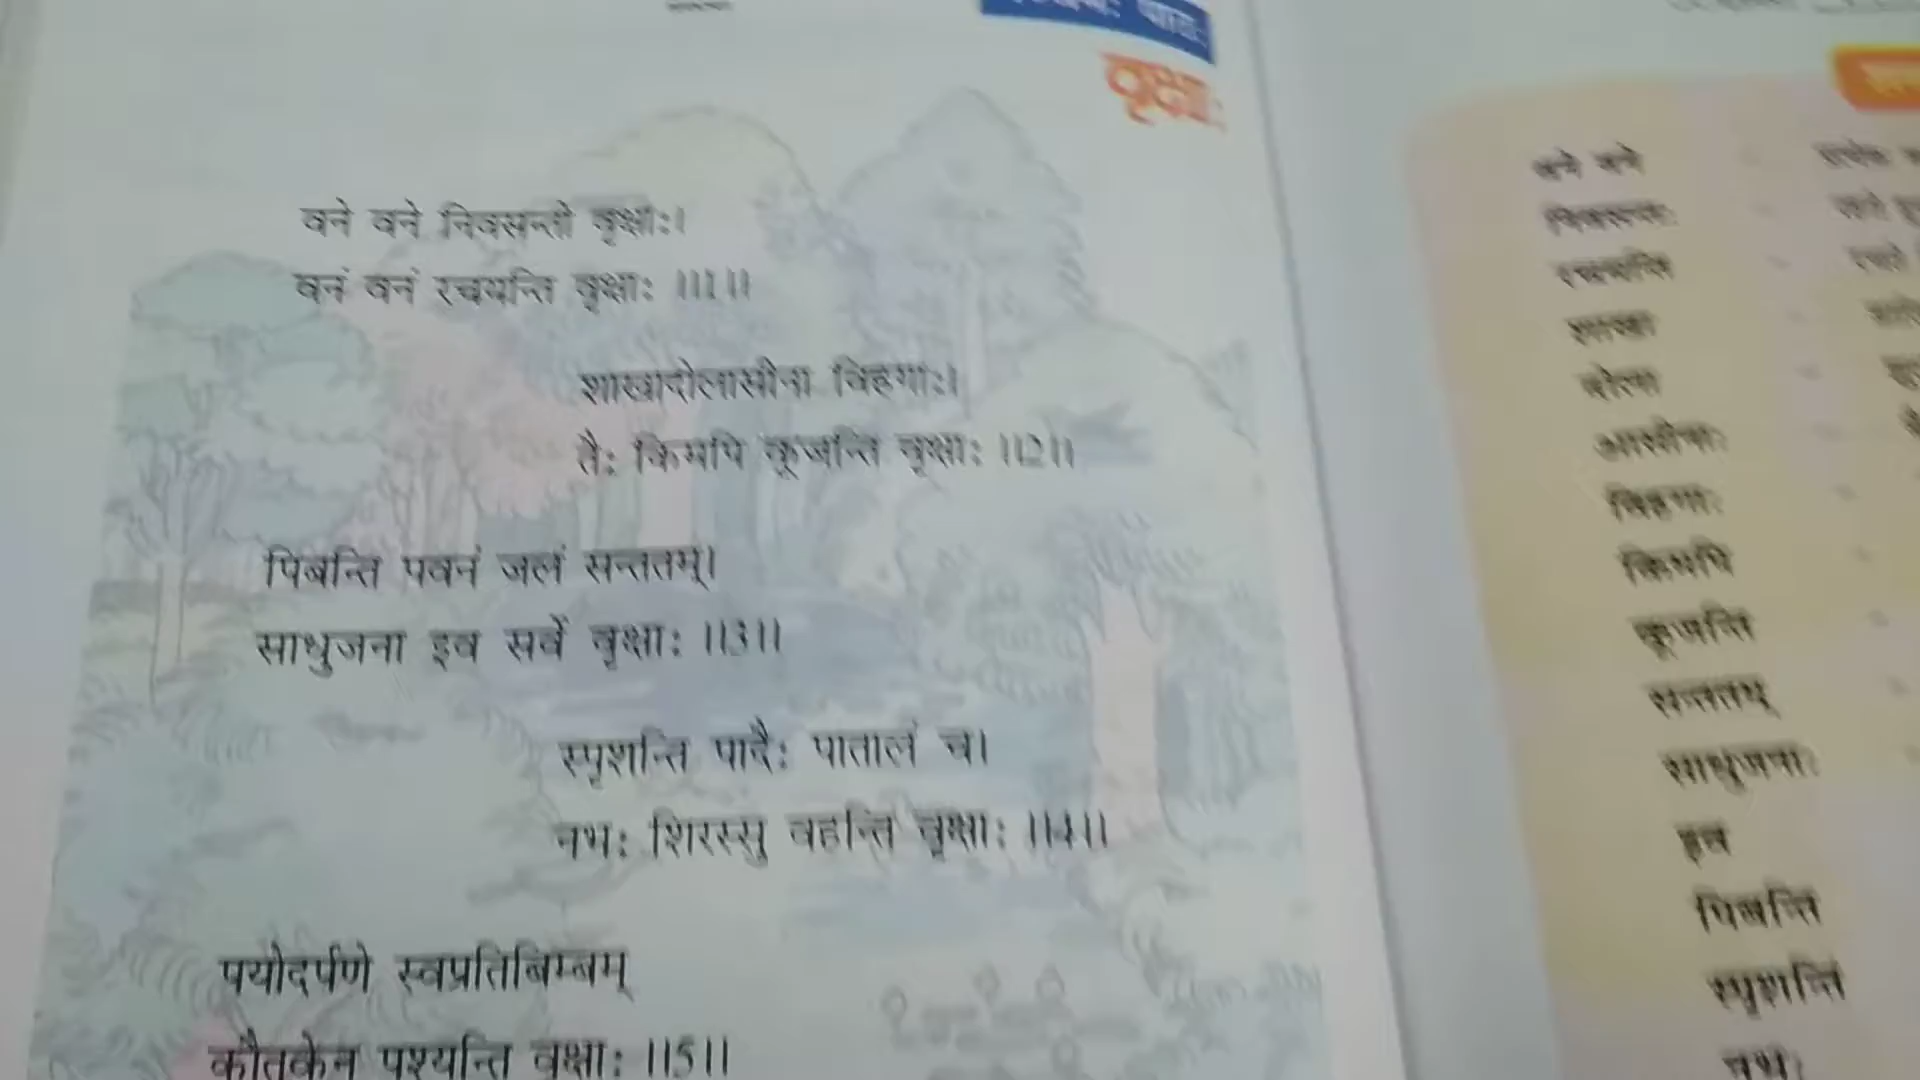 पाठः
वृक्षाः
वने वने निवसन्तो वृक्षाः।
वनं वनं रचयन्ति वृक्षाः ।।1।।
शाखादोलासीना विहगाः।
तैः किमपि कूजन्ति वृक्षाः ।।2।।
पिबन्ति पवनं जलं सन्ततम्।
साधुजना इव सर्वे वृक्षाः ।।3।।
स्पृशन्ति पादैः पातालं च।
नभः शिरस्सु वहन्ति वृक्षाः ।।4।।
पयोदर्पणे स्वप्रतिबिम्बम्
कौतुकेन पश्यन्ति वृक्षाः ।।5।।
वने वने
निवसन्तः
रचयन्ति
शाखा
दोला
आसीनाः
विहगाः
किमपि
कूजन्ति
सन्ततम्
साधुजनाः
इव
पिबन्ति
स्पृशन्ति
नभः